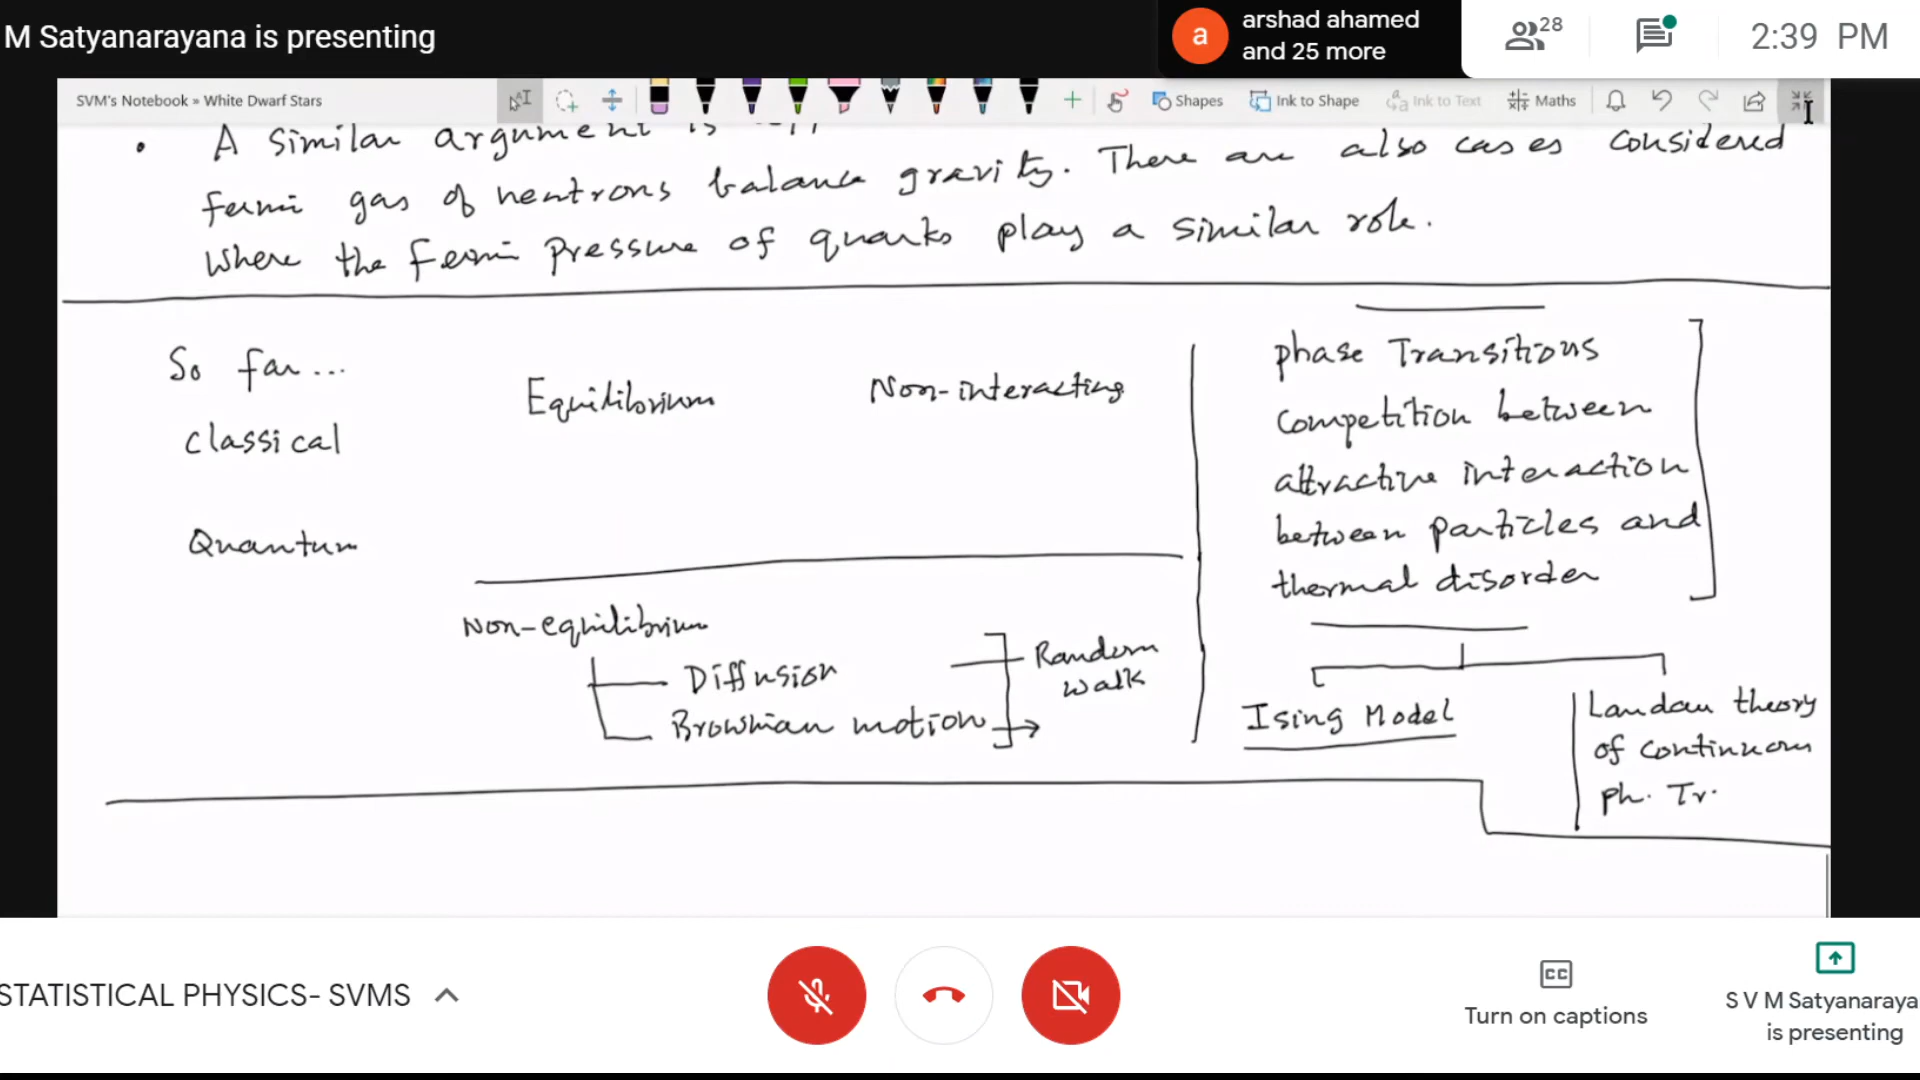 M Satyanarayana is presenting
a
arshad ahamed
and 25 more
28
2:39 PM
SVM's Notebook » White Dwarf Stars
Shapes
Ink to Shape
Ink to Text
Maths
• A similar argument is
fermi gas of neutrons balance gravity. There are also cases considered
where the fermi pressure of quarks play a similar role.
So far...
classical
Quantum
Equilibrium
Non-interacting
Non-equilibrium
Diffusion
Brownian motion
Random
walk
phase Transitions
competition between
attractive interaction
between particles and
thermal disorder
Ising Model
Landau theory
of continuous
ph. Tr.
STATISTICAL PHYSICS- SVMS
CC
Turn on captions
S V M Satyanaraya
is presenting